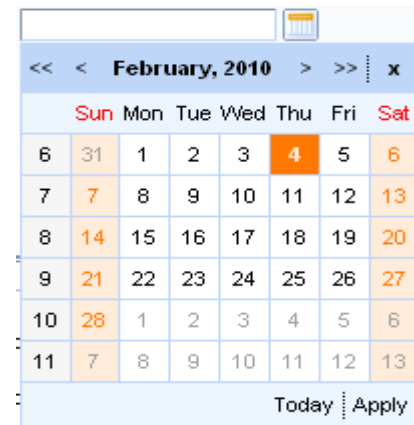 << < February, 2010 > >> x
Sun Mon Tue Wed Thu Fri Sat
6 31 1 2 3 4 5 6
7 7 8 9 10 11 12 13
8 14 15 16 17 18 19 20
9 21 22 23 24 25 26 27
10 28 1 2 3 4 5 6
11 7 8 9 10 11 12 13
Today Apply